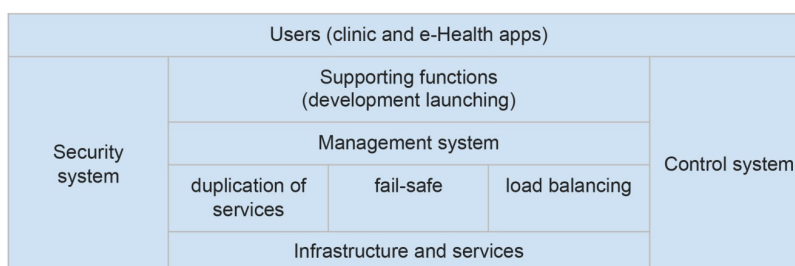 Users (clinic and e-Health apps)
Supporting functions
(development launching)
Management system
Security
system
Control system
duplication of
services
fail-safe
load balancing
Infrastructure and services